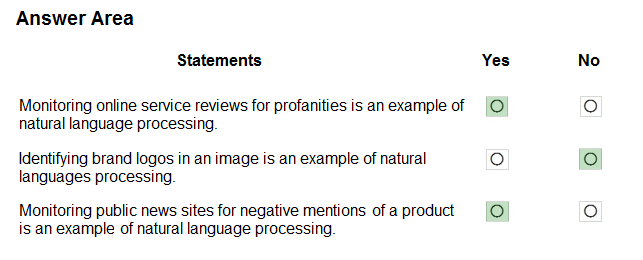 Answer Area
Statements Yes No
Monitoring online service reviews for profanities is an example of
natural language processing.
Identifying brand logos in an image is an example of natural
languages processing.
Monitoring public news sites for negative mentions of a product
is an example of natural language processing.